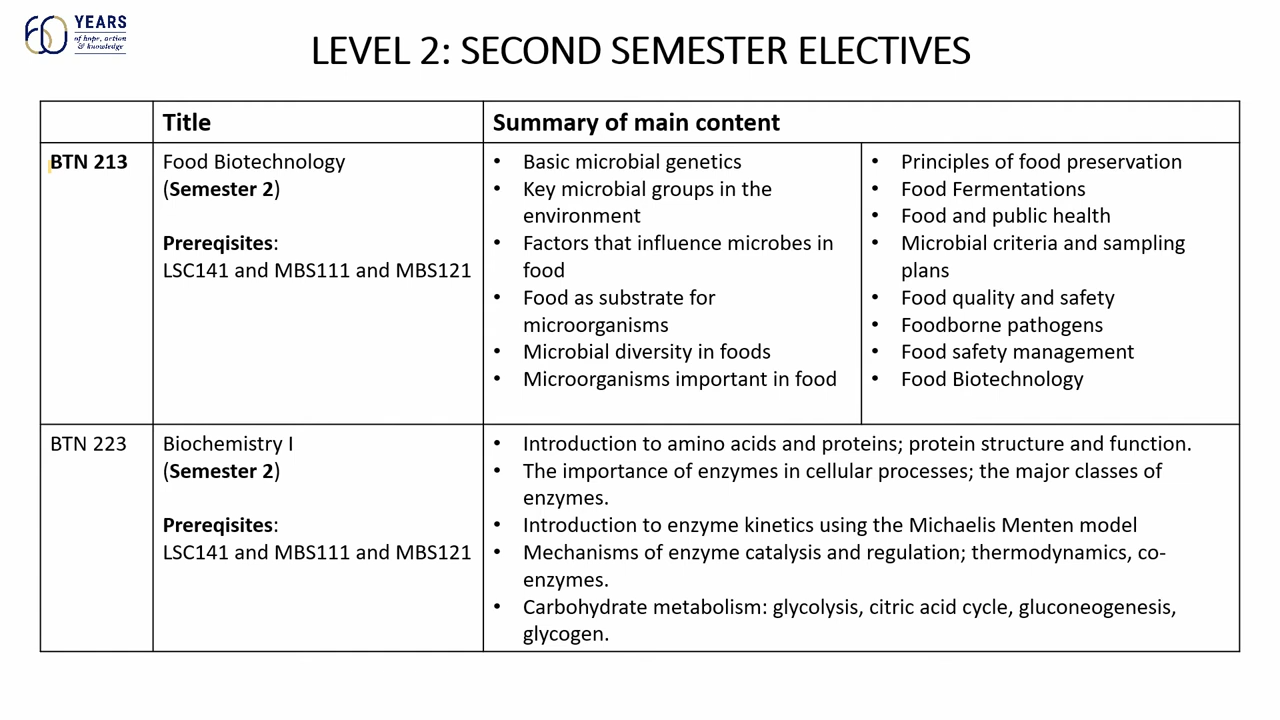 60 YEARS
of hope, action
& knowledge
LEVEL 2: SECOND SEMESTER ELECTIVES
Title
Summary of main content
BTN 213
Food Biotechnology
(Semester 2)
Prereqisites:
LSC141 and MBS111 and MBS121
• Basic microbial genetics
• Key microbial groups in the
environment
• Factors that influence microbes in
food
• Food as substrate for
microorganisms
• Microbial diversity in foods
• Microorganisms important in food
• Principles of food preservation
• Food Fermentations
• Food and public health
• Microbial criteria and sampling
plans
• Food quality and safety
• Foodborne pathogens
• Food safety management
• Food Biotechnology
BTN 223
Biochemistry I
(Semester 2)
Prereqisites:
LSC141 and MBS111 and MBS121
• Introduction to amino acids and proteins; protein structure and function.
• The importance of enzymes in cellular processes; the major classes of
enzymes.
• Introduction to enzyme kinetics using the Michaelis Menten model
• Mechanisms of enzyme catalysis and regulation; thermodynamics, co-
enzymes.
• Carbohydrate metabolism: glycolysis, citric acid cycle, gluconeogenesis,
glycogen.